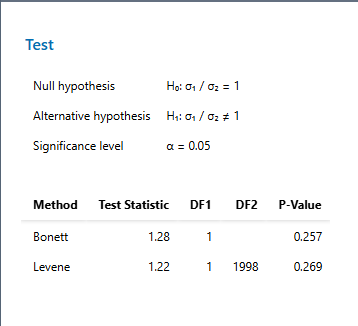 Test
Null hypothesis H₀: σ₁ / σ₂ = 1
Alternative hypothesis H₁: σ₁ / σ₂ ≠ 1
Significance level α = 0.05
Method Test Statistic DF1 DF2 P-Value
Bonett 1.28 1 0.257
Levene 1.22 1 1998 0.269